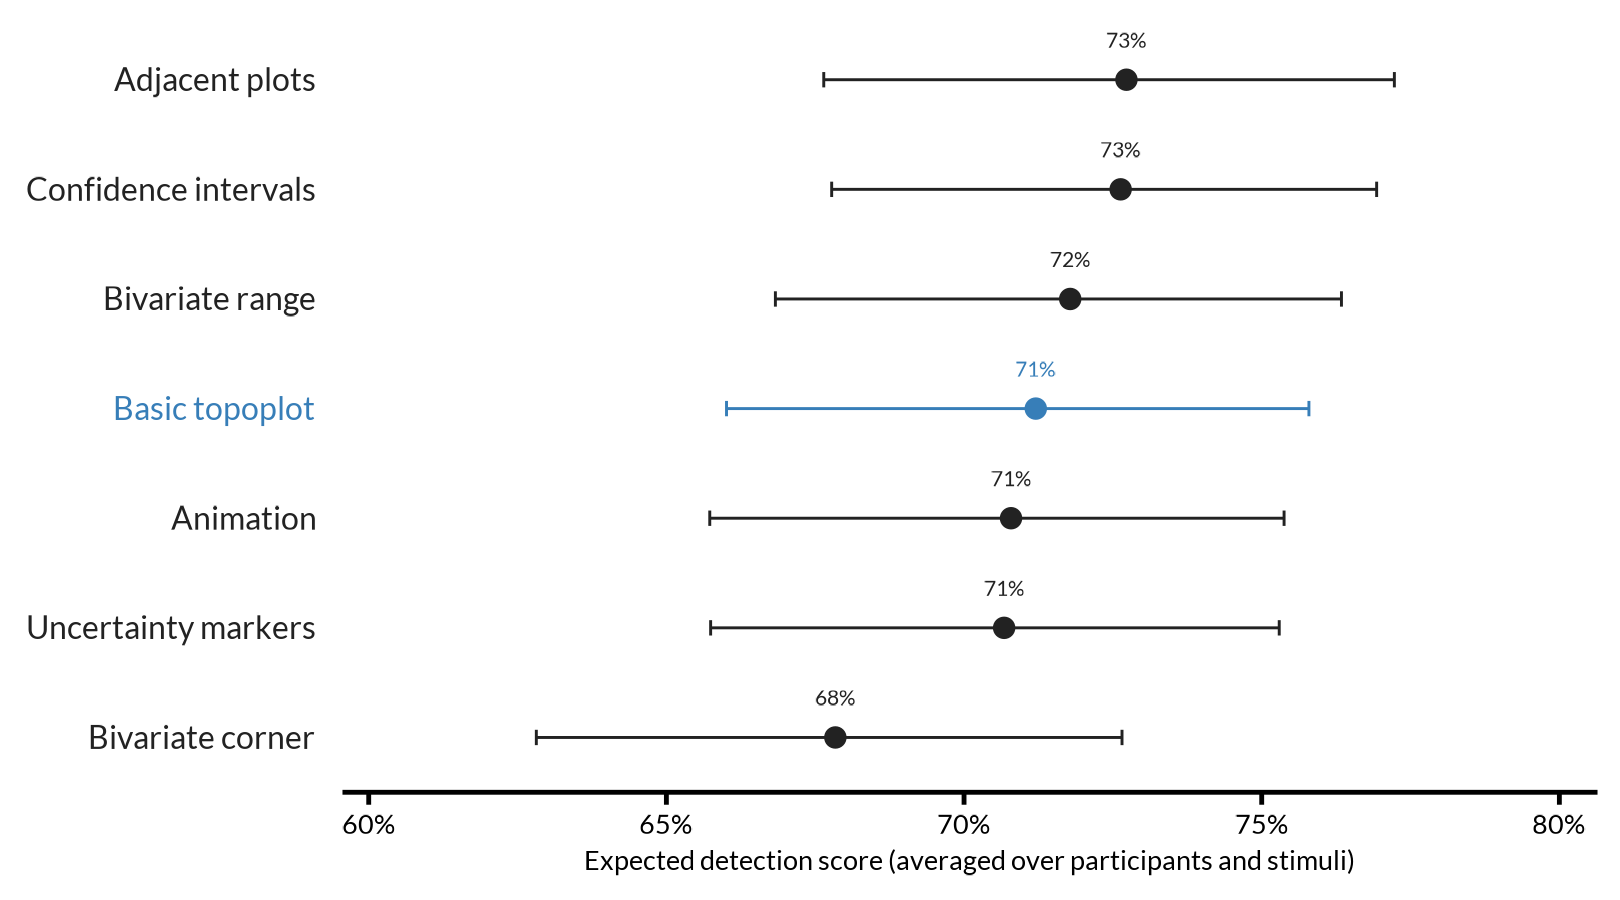 73%
Adjacent plots
73%
Confidence intervals
72%
Bivariate range
71%
Basic topoplot
71%
Animation
71%
Uncertainty markers
68%
Bivariate corner
60% 65% 70% 75% 80%
Expected detection score (averaged over participants and stimuli)